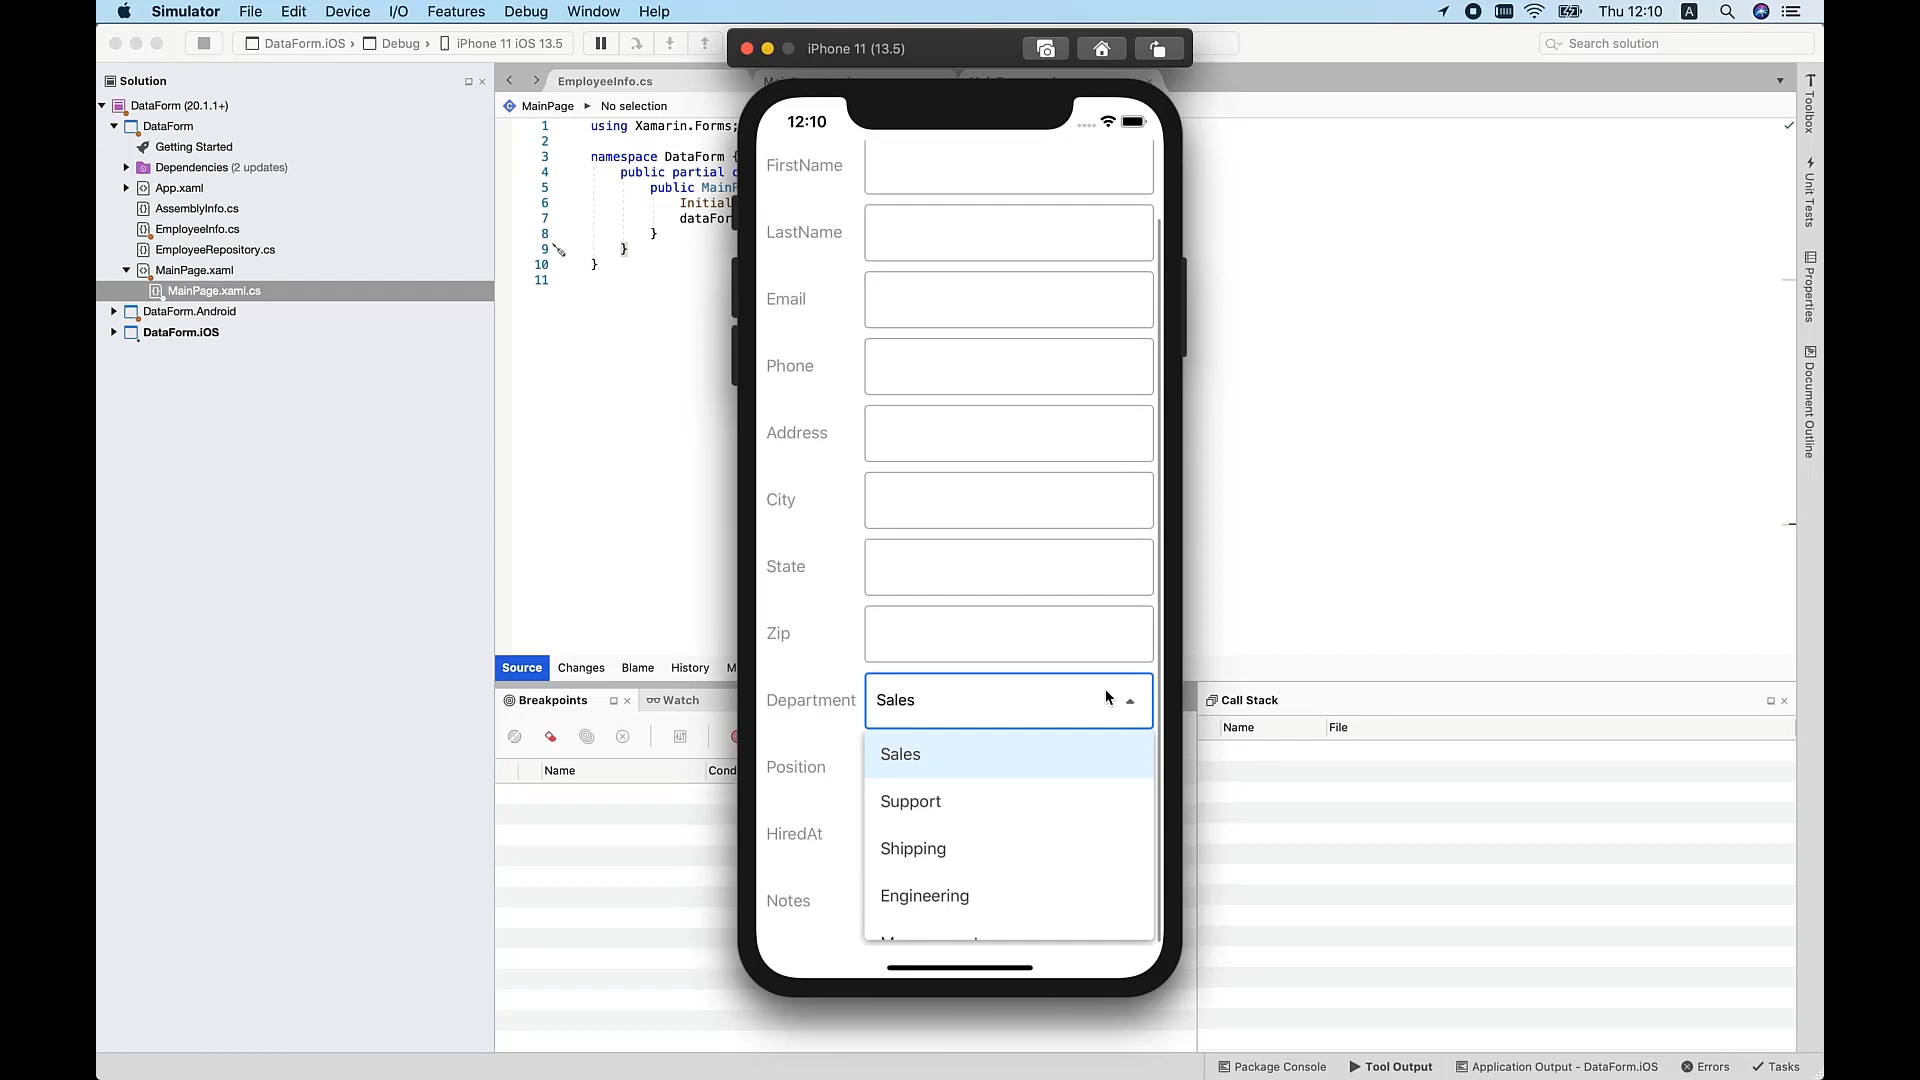 Simulator File Edit Device I/O Features Debug Window Help Thu 12:10 A
DataForm.iOS › Debug › iPhone 11 iOS 13.5
iPhone 11 (13.5)
Search solution
Solution
DataForm (20.1.1+)
DataForm
Getting Started
Dependencies (2 updates)
App.xaml
AssemblyInfo.cs
EmployeeInfo.cs
EmployeeRepository.cs
MainPage.xaml
MainPage.xaml.cs
DataForm.Android
DataForm.iOS
EmployeeInfo.cs
MainPage No selection
1 using Xamarin.Forms;
2
3 namespace DataForm {
4 public partial c
5 public MainP
6 Initial
7 dataFor
8 }
9 }
10 }
11
Source Changes Blame History M
Breakpoints Watch
Name Cond
12:10
FirstName
LastName
Email
Phone
Address
City
State
Zip
Department Sales
Sales
Support
Shipping
Engineering
Position
HiredAt
Notes
Call Stack
Name File
Toolbox
Unit Tests
Properties
Document Outline
Package Console Tool Output Application Output - DataForm.iOS Errors Tasks